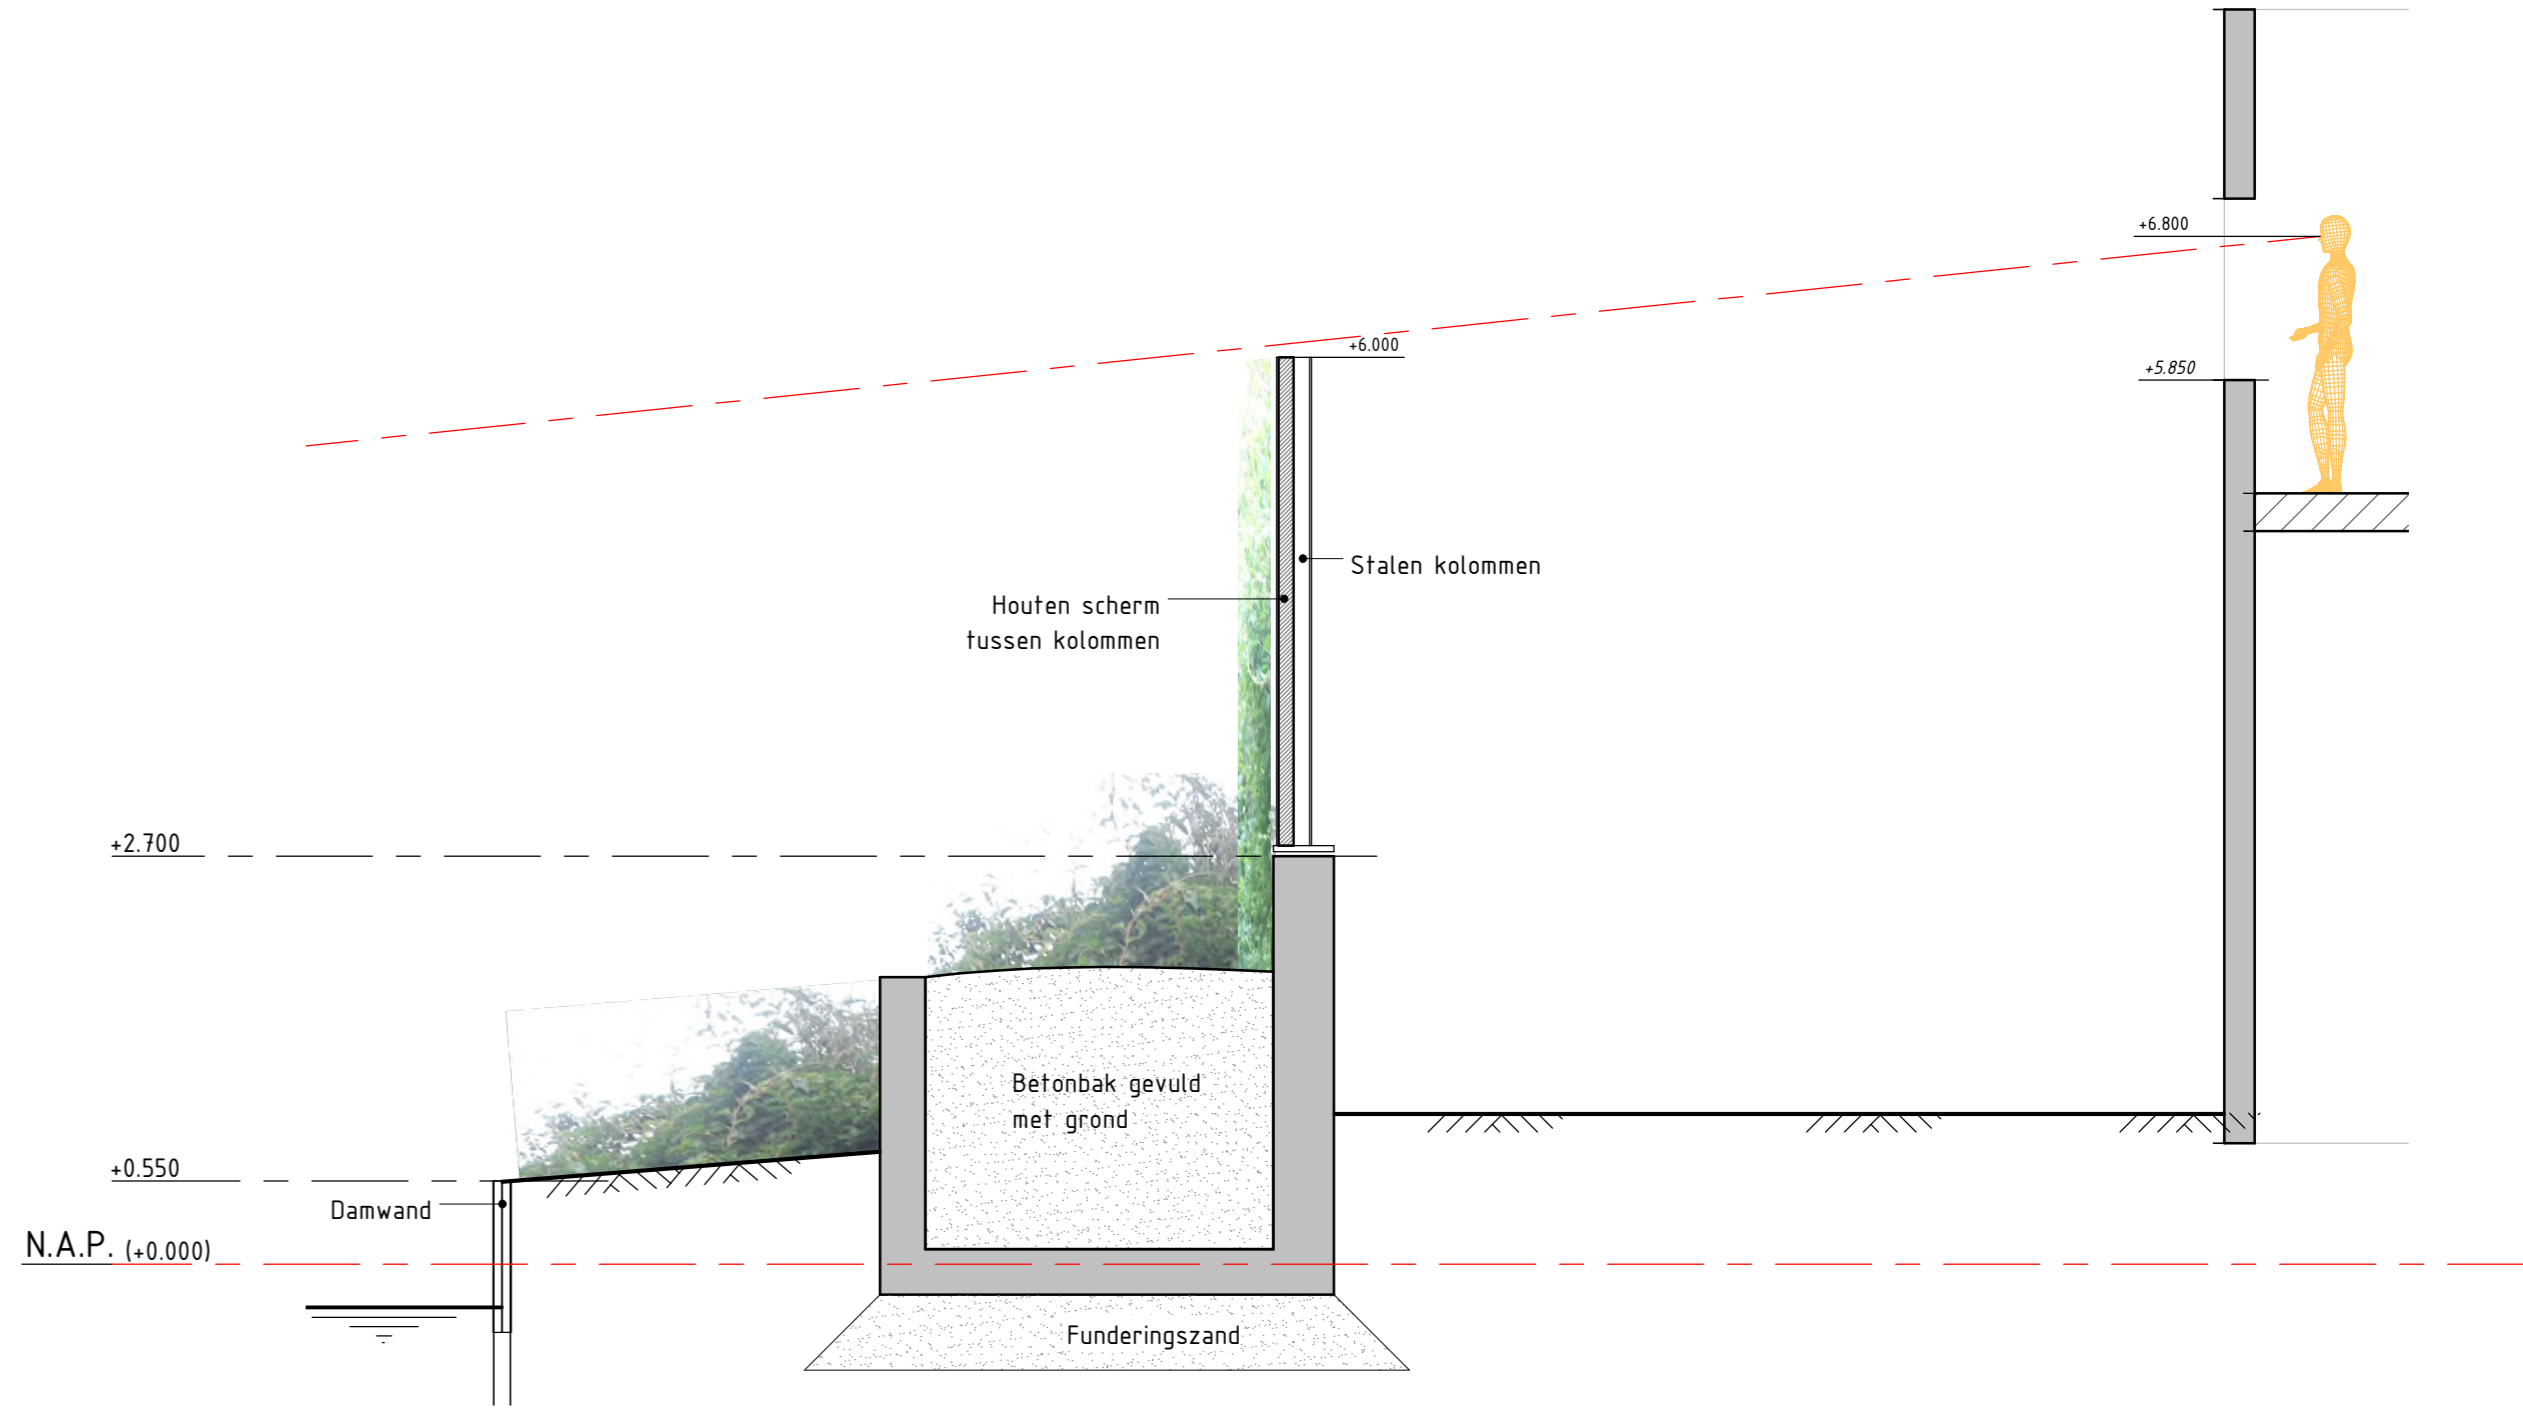 +6.800
+6.000
+5.850
Stalen kolommen
Houten scherm
tussen kolommen
+2.700
Betonbak gevuld
met grond
+0.550
Damwand
N.A.P. (+0.000)
Funderingszand